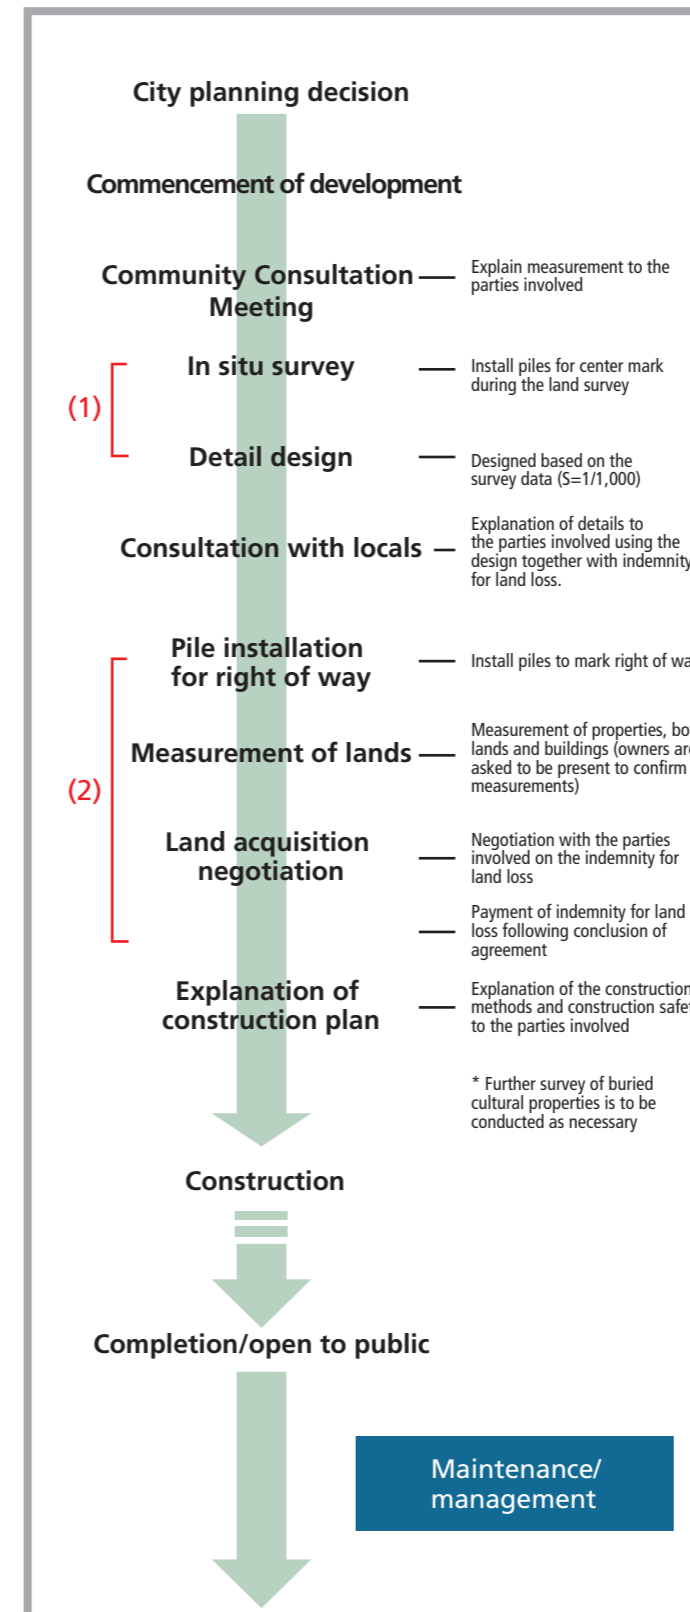 City planning decision
Commencement of development
Community Consultation
Meeting
Explain measurement to the
parties involved
(1)
In situ survey
Install piles for center mark
during the land survey
Detail design
Designed based on the
survey data (S=1/1,000)
Consultation with locals
Explanation of details to
the parties involved using the
design together with indemnity
for land loss.
(2)
Pile installation
for right of way
Install piles to mark right of
Measurement of lands
Measurement of properties,
lands and buildings (owners
asked to be present to confirm
measurements)
Land acquisition
negotiation
Negotiation with the parties
involved on the indemnity for
land loss
Payment of indemnity for land
loss following conclusion of
agreement
Explanation of
construction plan
Explanation of the construction
methods and construction
to the parties involved
* Further survey of buried
cultural properties is to be
conducted as necessary
Construction
Completion/open to public
Maintenance/
management